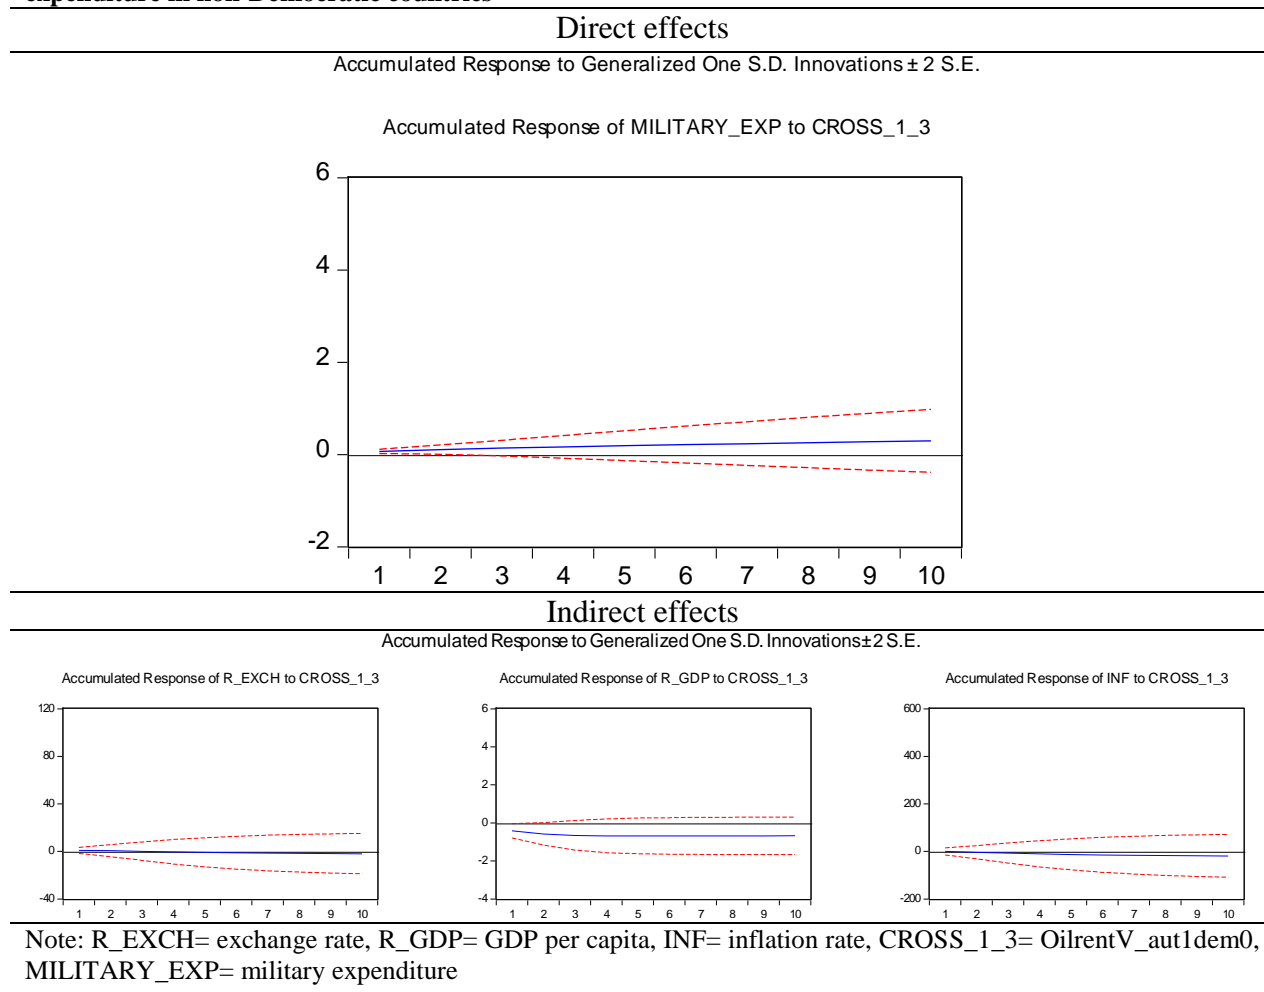 expenditure in non-Democratic countries
Direct effects
Accumulated Response to Generalized One S.D. Innovations ± 2 S.E.
Accumulated Response of MILITARY_EXP to CROSS_1_3
6
4
2
0
-2
1 2 3 4 5 6 7 8 9 10
Indirect effects
Accumulated Response to Generalized One S.D. Innovations ± 2 S.E.
Accumulated Response of R_EXCH to CROSS_1_3
120
80
40
0
-40
1 2 3 4 5 6 7 8 9 10
Accumulated Response of R_GDP to CROSS_1_3
6
4
2
0
-2
-4
1 2 3 4 5 6 7 8 9 10
Accumulated Response of INF to CROSS_1_3
600
400
200
0
-200
1 2 3 4 5 6 7 8 9 10
Note: R_EXCH= exchange rate, R_GDP= GDP per capita, INF= inflation rate, CROSS_1_3= OilrentV_aut1dem0,
MILITARY_EXP= military expenditure